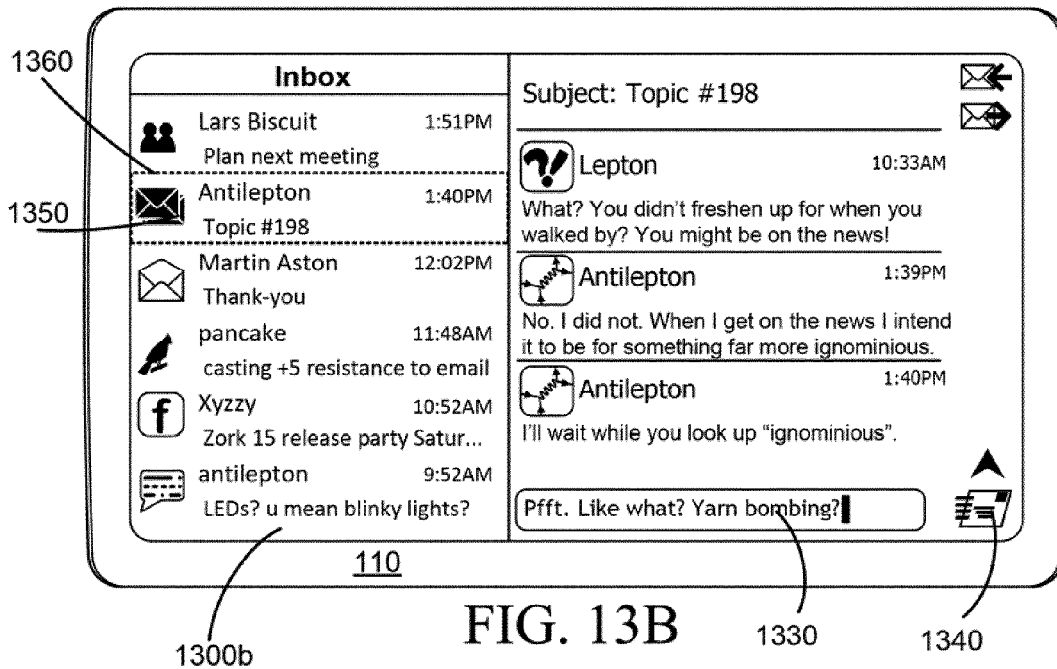 Inbox
Lars Biscuit 1:51PM
Plan next meeting
Antilepton 1:40PM
Topic #198
Martin Aston 12:02PM
Thank-you
pancake 11:48AM
casting +5 resistance to email
f
Xyzzy 10:52AM
Zork 15 release party Satur...
antilepton 9:52AM
LEDs? u mean blinky lights?
Subject: Topic #198
?!
Lepton 10:33AM
What? You didn't freshen up for when you
walked by? You might be on the news!
Antilepton 1:39PM
No. I did not. When I get on the news I intend
it to be for something far more ignominious.
Antilepton 1:40PM
I'll wait while you look up "ignominious".
Pfft. Like what? Yarn bombing?
1360
1350
110
1300b
FIG. 13B
1330
1340